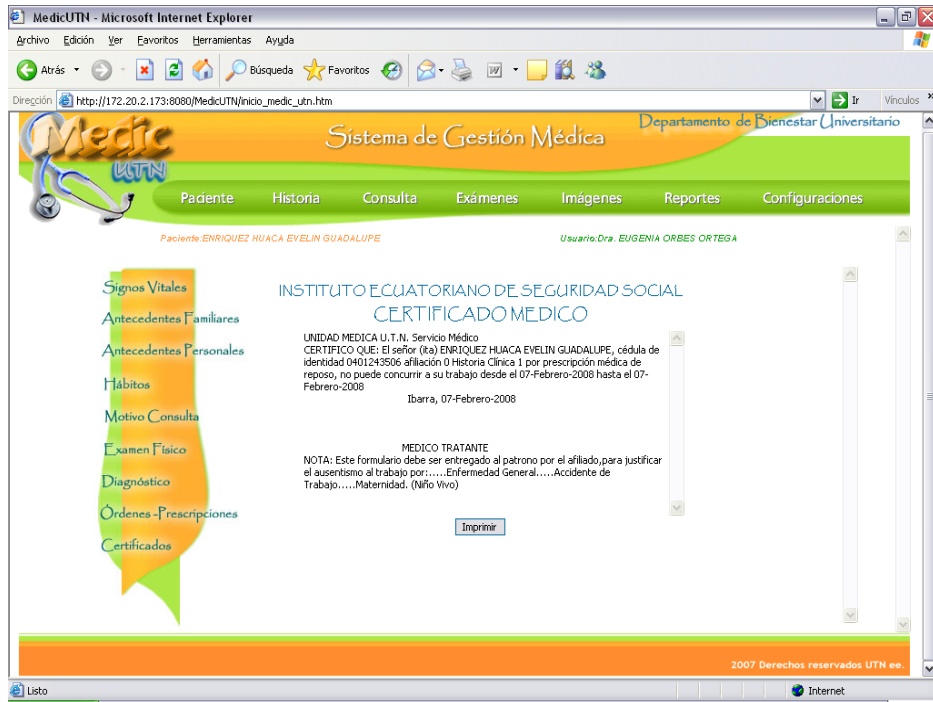 MedicUTN - Microsoft Internet Explorer
Archivo Edición Ver Favoritos Herramientas Ayuda
Atrás Búsqueda Favoritos
Dirección http://172.20.2.173:8080/MedicUTN/inicio_medic_utn.htm Ir Vínculos »
Medic UTN
Sistema de Gestión Médica
Departamento de Bienestar Universitario
Paciente Historia Consulta Exámenes Imágenes Reportes Configuraciones
Paciente:ENRIQUEZ HUACA EVELIN GUADALUPE Usuario:Dra. EUGENIA ORBES ORTEGA
Signos Vitales
Antecedentes Familiares
Antecedentes Personales
Hábitos
Motivo Consulta
Examen Físico
Diagnóstico
Órdenes -Prescripciones
Certificados
INSTITUTO ECUATORIANO DE SEGURIDAD SOCIAL
CERTIFICADO MEDICO
UNIDAD MEDICA U.T.N. Servicio Médico
CERTIFICO QUE: El señor (ita) ENRIQUEZ HUACA EVELIN GUADALUPE, cédula de
identidad 0401243506 afiliación 0 Historia Clínica 1 por prescripción médica de
reposo, no puede concurrir a su trabajo desde el 07-Febrero-2008 hasta el 07-
Febrero-2008
Ibarra, 07-Febrero-2008
MEDICO TRATANTE
NOTA: Este formulario debe ser entregado al patrono por el afiliado,para justificar
el ausentismo al trabajo por:.....Enfermedad General.....Accidente de
Trabajo.....Maternidad. (Niño Vivo)
Imprimir
2007 Derechos reservados UTN ee.
Listo Internet